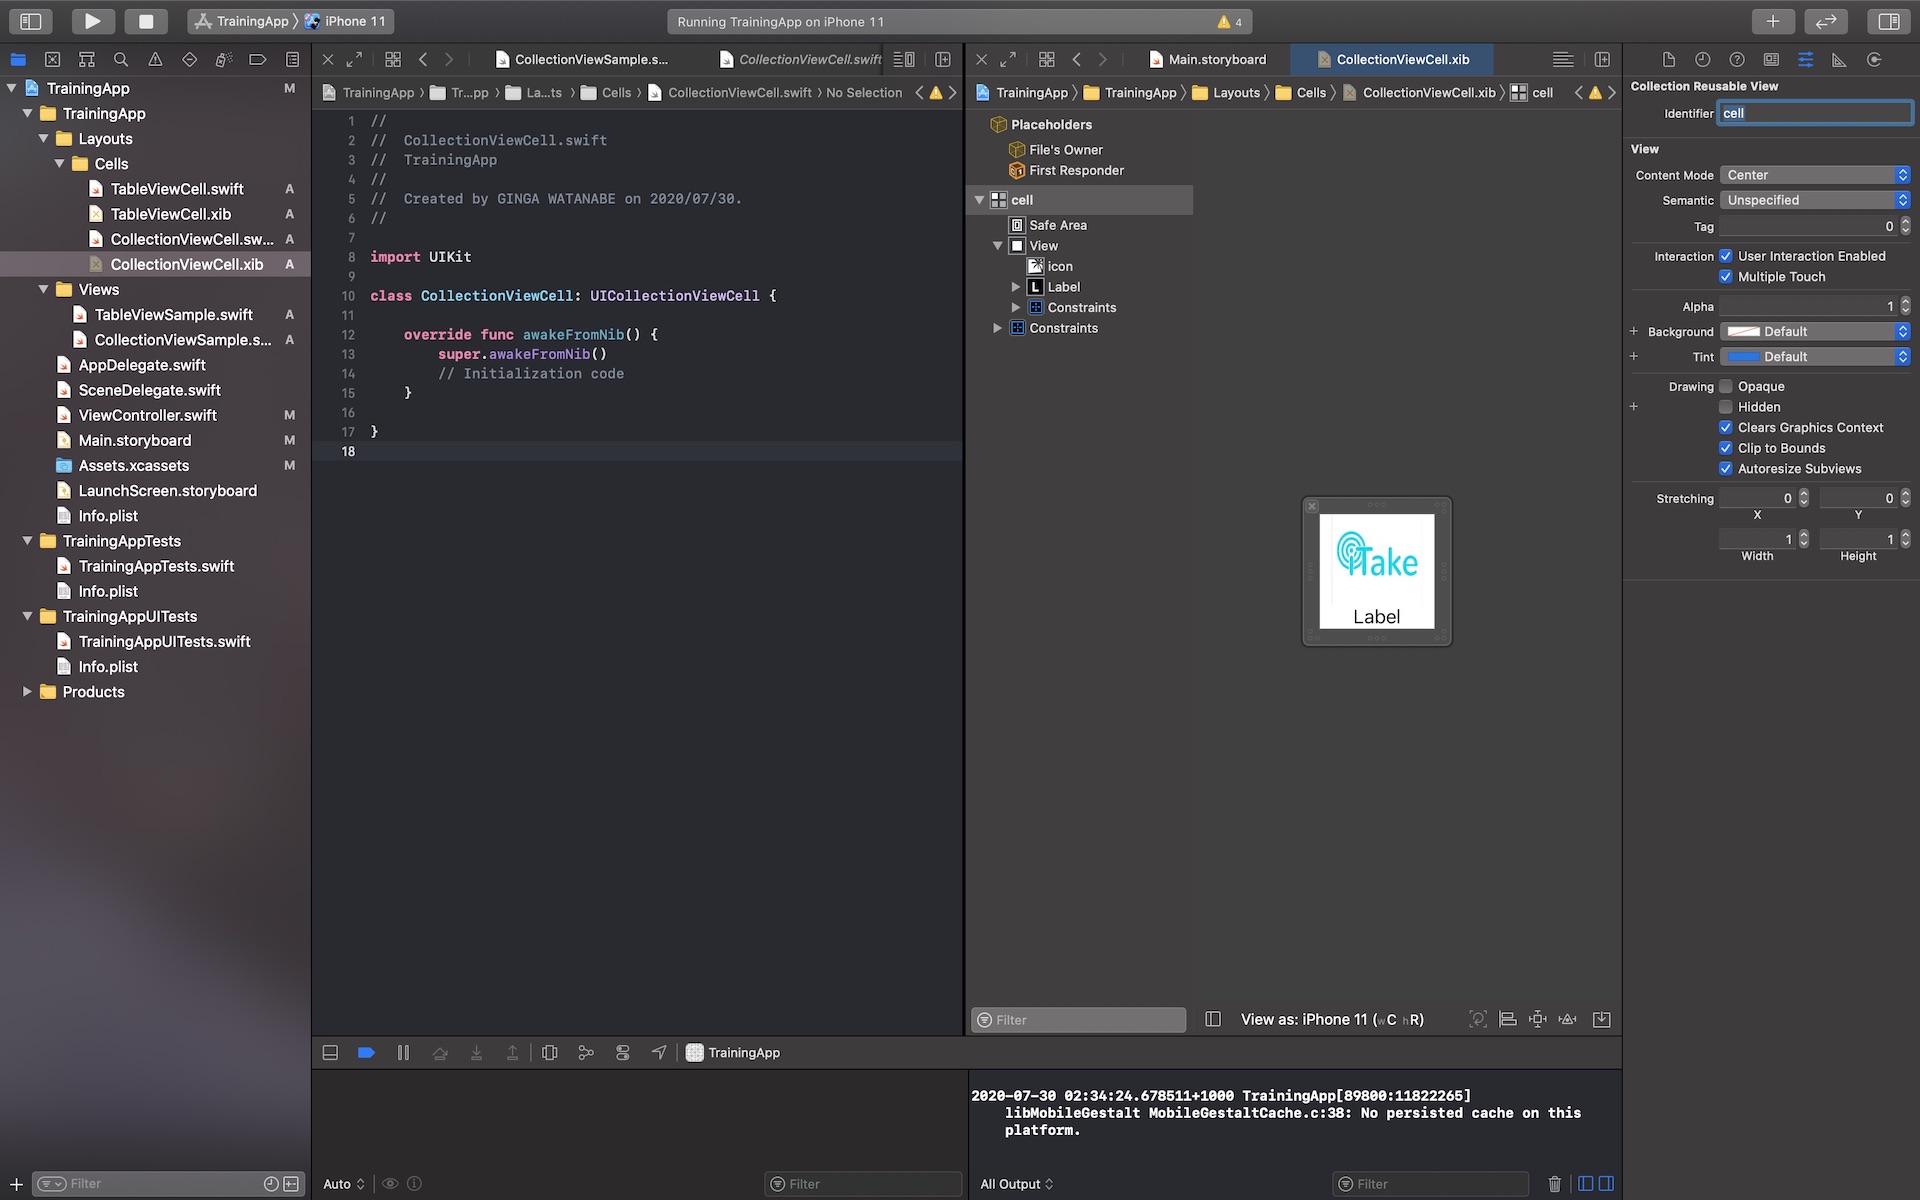 TrainingApp 〉 iPhone 11
Running TrainingApp on iPhone 11
4
TrainingApp M
TrainingApp
Layouts
Cells
TableViewCell.swift A
TableViewCell.xib A
CollectionViewCell.sw... A
CollectionViewCell.xib A
Views
TableViewSample.swift A
CollectionViewSample.s... A
AppDelegate.swift
SceneDelegate.swift
ViewController.swift M
Main.storyboard M
Assets.xcassets M
LaunchScreen.storyboard
Info.plist
TrainingAppTests
TrainingAppTests.swift
Info.plist
TrainingAppUITests
TrainingAppUITests.swift
Info.plist
Products
Filter
CollectionViewSample.s... CollectionViewCell.swift
TrainingApp 〉 Tr...pp 〉 La...ts 〉 Cells 〉 CollectionViewCell.swift 〉 No Selection
1 //
2 //  CollectionViewCell.swift
3 //  TrainingApp
4 //
5 //  Created by GINGA WATANABE on 2020/07/30.
6 //
7
8 import UIKit
9
10 class CollectionViewCell: UICollectionViewCell {
11
12     override func awakeFromNib() {
13         super.awakeFromNib()
14         // Initialization code
15     }
16
17 }
18
Main.storyboard CollectionViewCell.xib
TrainingApp 〉 TrainingApp 〉 Layouts 〉 Cells 〉 CollectionViewCell.xib 〉 cell
Placeholders
File's Owner
First Responder
cell
Safe Area
View
icon
L Label
Constraints
Constraints
iTake
Label
Filter
View as: iPhone 11 (wC hR)
Collection Reusable View
Identifier cell
View
Content Mode Center
Semantic Unspecified
Tag 0
Interaction User Interaction Enabled
Multiple Touch
Alpha 1
+ Background Default
+ Tint Default
Drawing Opaque
+ Hidden
Clears Graphics Context
Clip to Bounds
Autoresize Subviews
Stretching 0 0
X Y
1 1
Width Height
TrainingApp
2020-07-30 02:34:24.678511+1000 TrainingApp[89800:11822265]
libMobileGestalt MobileGestaltCache.c:38: No persisted cache on this
platform.
Auto
Filter
All Output
Filter